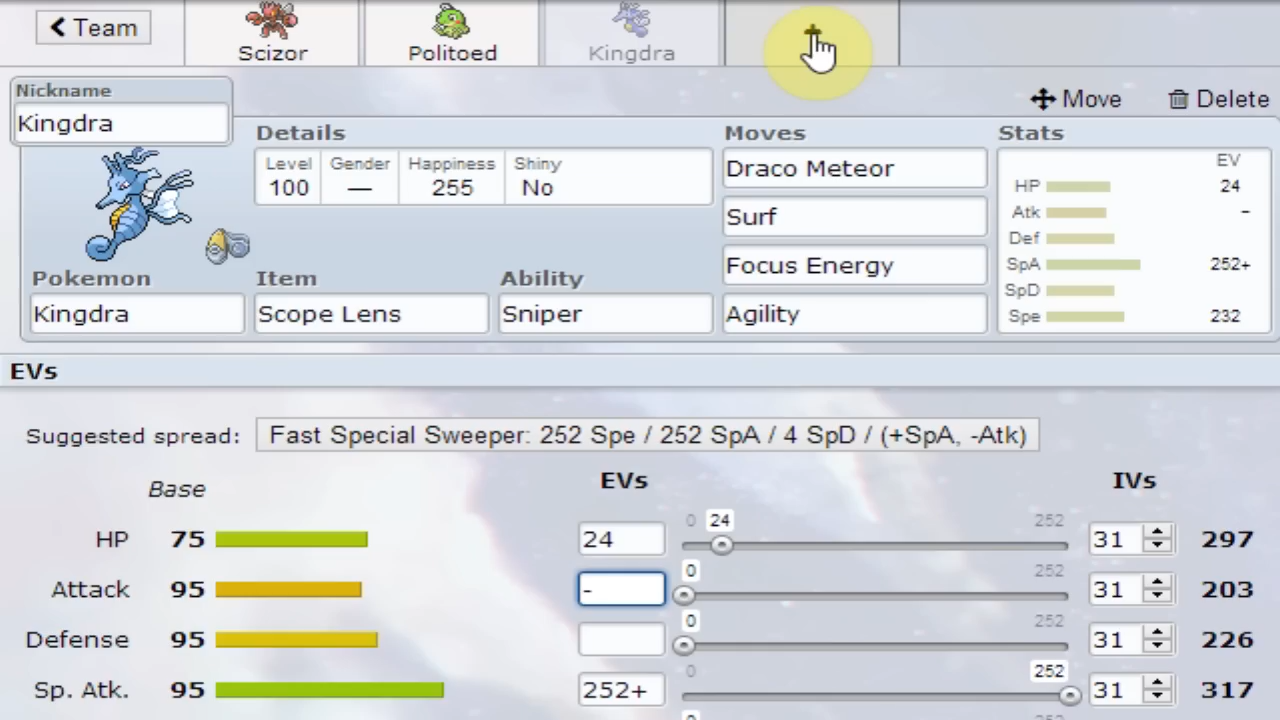 Team
Scizor
Politoed
Kingdra
+
Nickname
Kingdra
Move
Delete
Details
Moves
Stats
Level Gender Happiness Shiny
100 — 255 No
Draco Meteor
Surf
Focus Energy
Agility
EV
HP 24
Atk -
Def
SpA 252+
SpD
Spe 232
Pokemon Item Ability
Kingdra Scope Lens Sniper
EVs
Suggested spread: Fast Special Sweeper: 252 Spe / 252 SpA / 4 SpD / (+SpA, -Atk)
Base EVs IVs
0 24 252
HP 75 24 31 297
0 252
Attack 95 - 31 203
0 252
Defense 95 31 226
0 252
Sp. Atk. 95 252+ 31 317